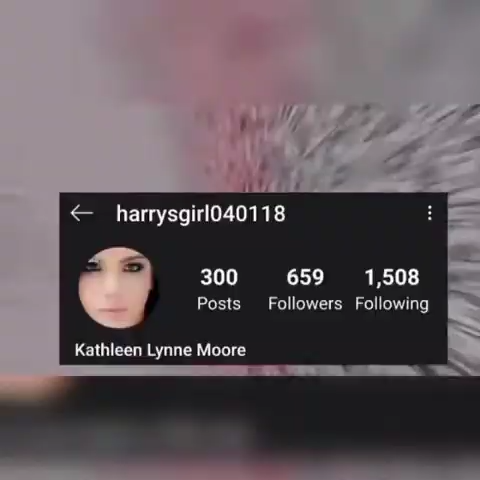 harrysgirl040118
300 659 1,508
Posts Followers Following
Kathleen Lynne Moore